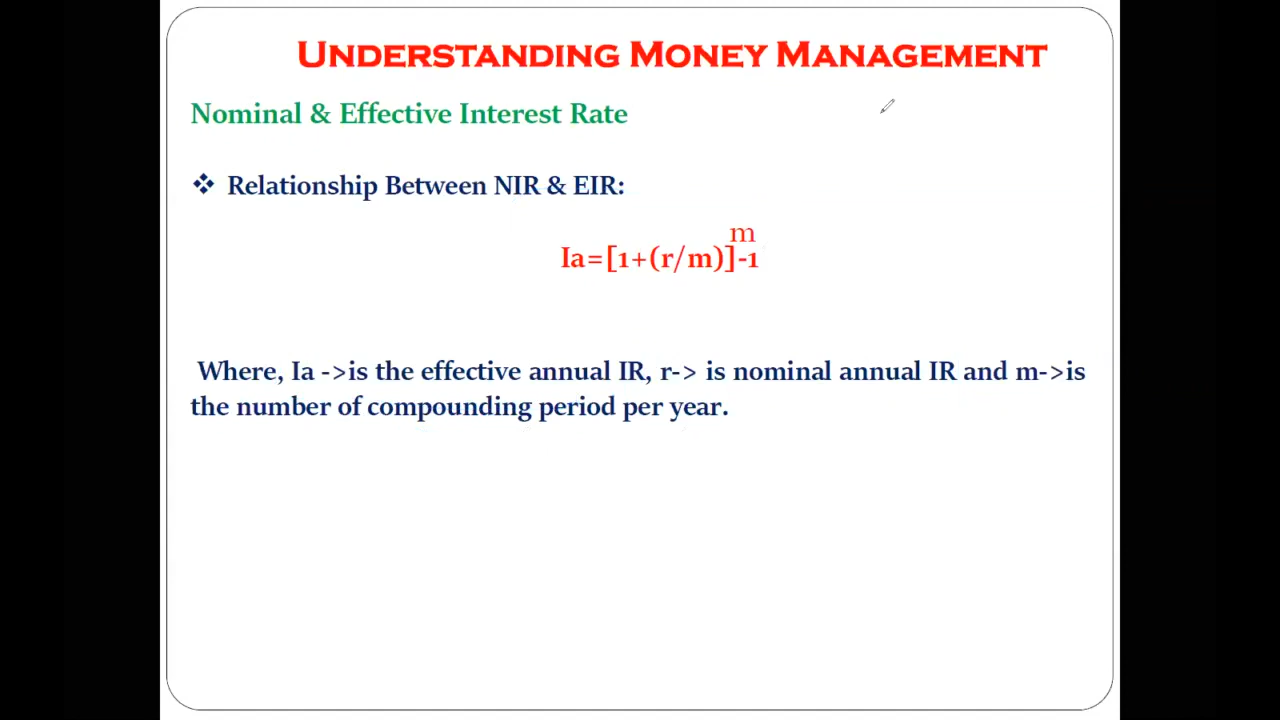 UNDERSTANDING MONEY MANAGEMENT
Nominal & Effective Interest Rate
❖ Relationship Between NIR & EIR:
Ia=[1+(r/m)]^m-1
Where, Ia ->is the effective annual IR, r-> is nominal annual IR and m->is
the number of compounding period per year.